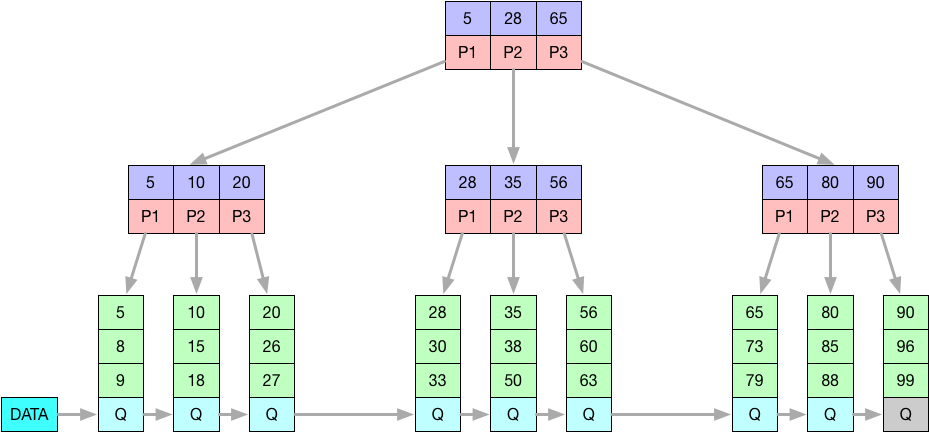 5 28 65
P1 P2 P3
5 10 20 28 35 56 65 80 90
P1 P2 P3 P1 P2 P3 P1 P2 P3
5 10 20 28 35 56 65 80 90
8 15 26 30 38 60 73 85 96
9 18 27 33 50 63 79 88 99
DATA Q Q Q Q Q Q Q Q Q